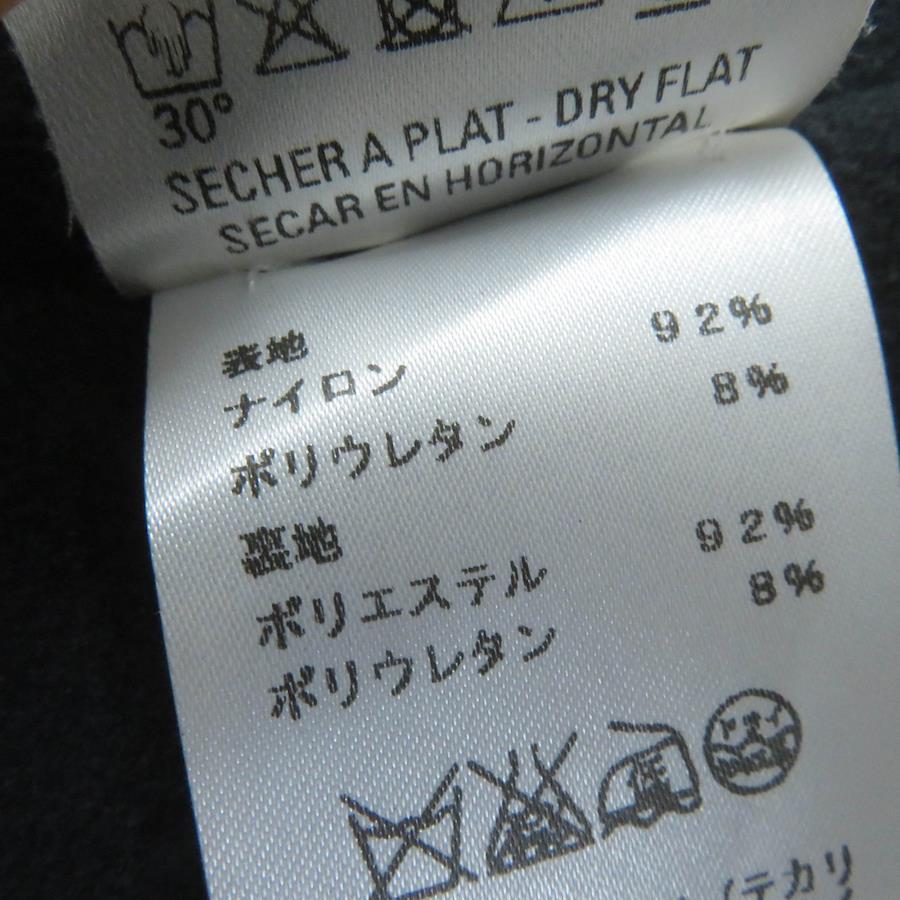 30°
SECHER A PLAT - DRY FLAT
SECAR EN HORIZONTAL
表地
ナイロン 92%
ポリウレタン 8%
裏地
ポリエステル 92%
ポリウレタン 8%
ドライ
テカリ